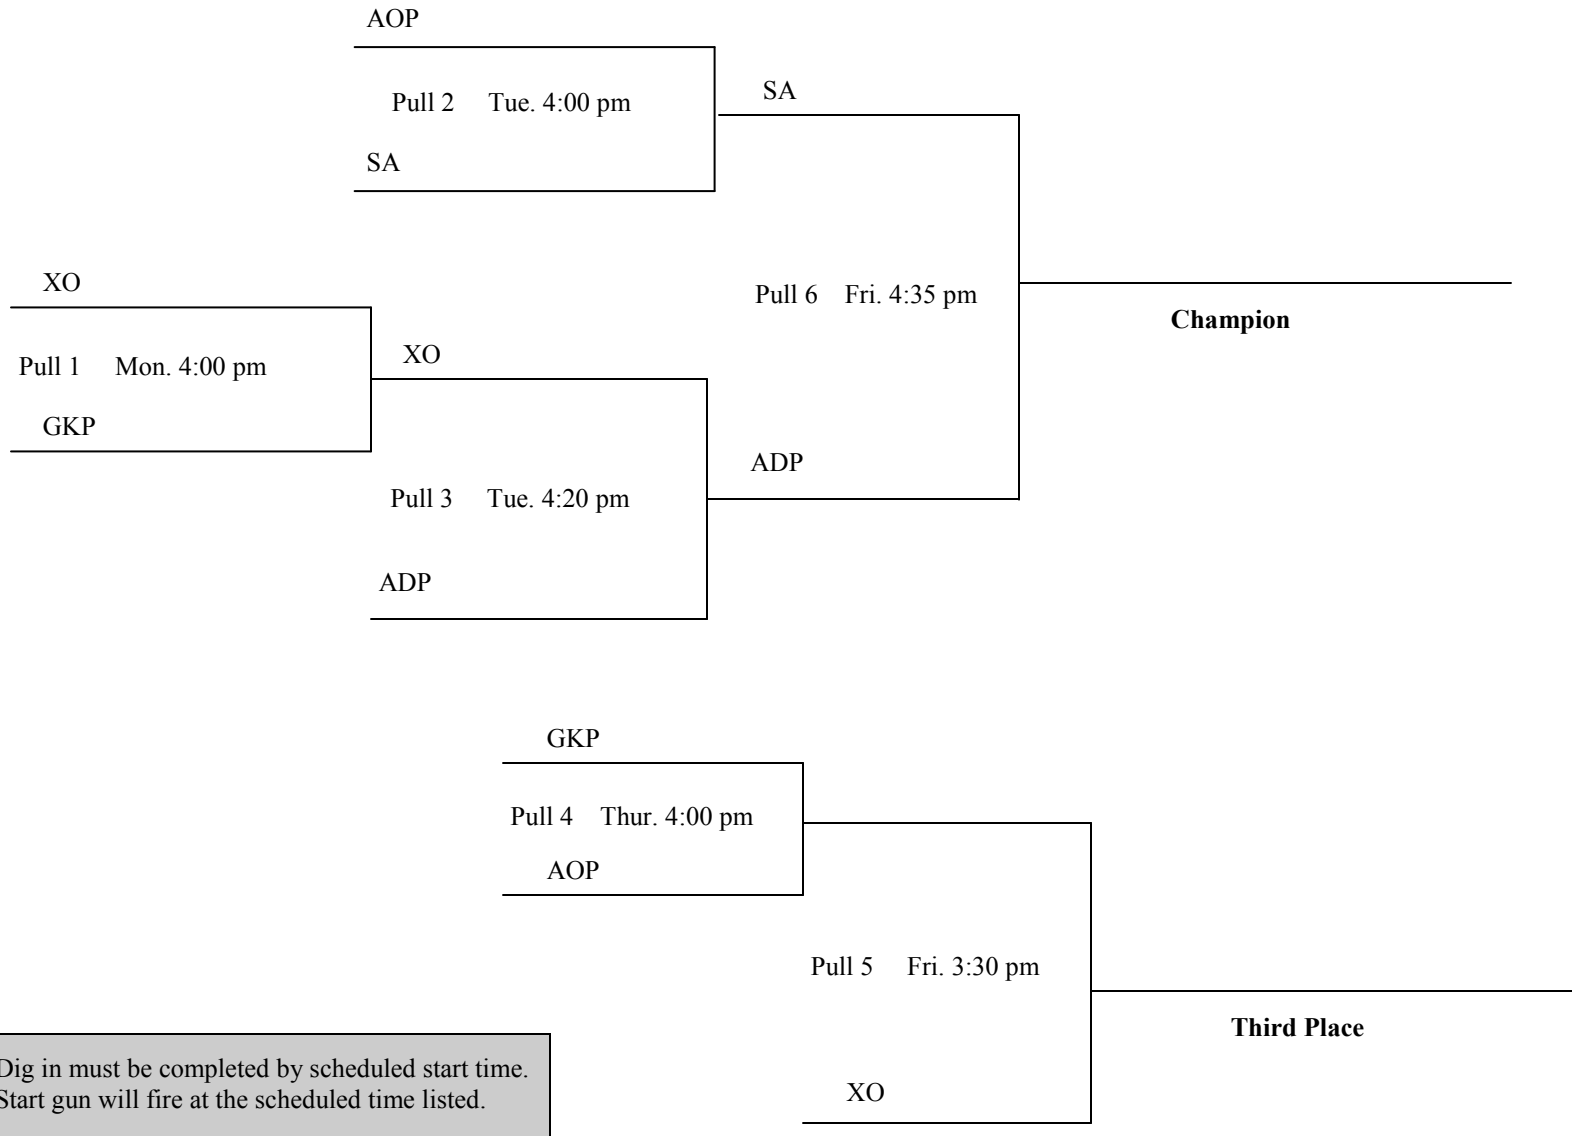 AOP
Pull 2 Tue. 4:00 pm
SA
SA
XO
Pull 1 Mon. 4:00 pm
GKP
XO
Pull 3 Tue. 4:20 pm
ADP
ADP
Pull 6 Fri. 4:35 pm
Champion
GKP
Pull 4 Thur. 4:00 pm
AOP
Pull 5 Fri. 3:30 pm
XO
Third Place
Dig in must be completed by scheduled start time.
Start gun will fire at the scheduled time listed.